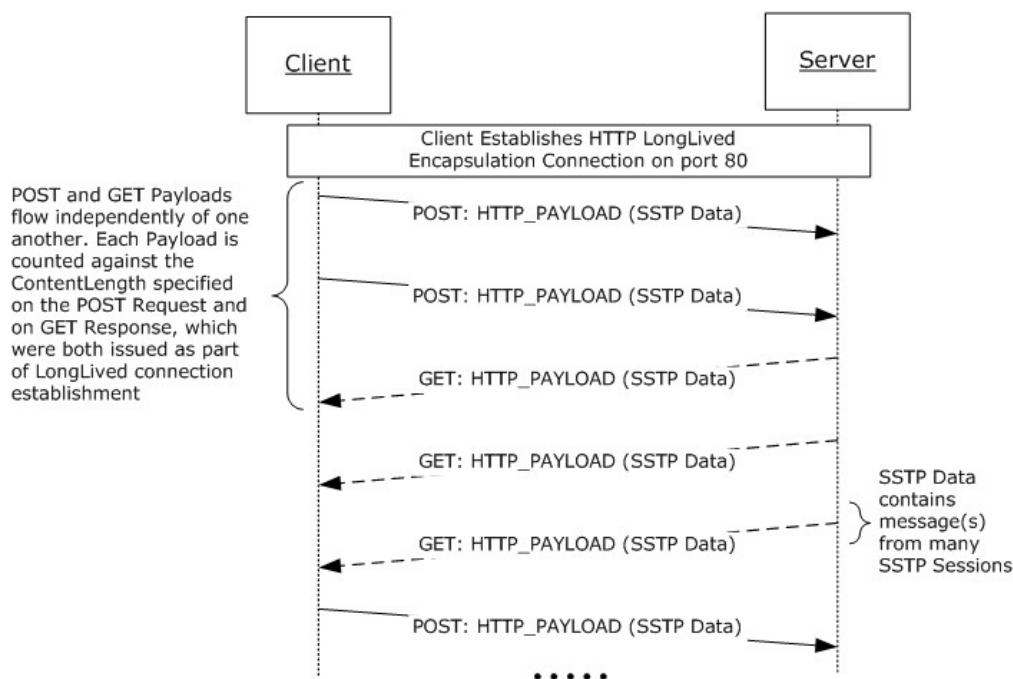 Client
Server
Client Establishes HTTP LongLived
Encapsulation Connection on port 80
POST and GET Payloads
flow independently of one
another. Each Payload is
counted against the
ContentLength specified
on the POST Request and
on GET Response, which
were both issued as part
of LongLived connection
establishment
POST: HTTP_PAYLOAD (SSTP Data)
POST: HTTP_PAYLOAD (SSTP Data)
GET: HTTP_PAYLOAD (SSTP Data)
GET: HTTP_PAYLOAD (SSTP Data)
GET: HTTP_PAYLOAD (SSTP Data)
SSTP Data
contains
message(s)
from many
SSTP Sessions
POST: HTTP_PAYLOAD (SSTP Data)
.....